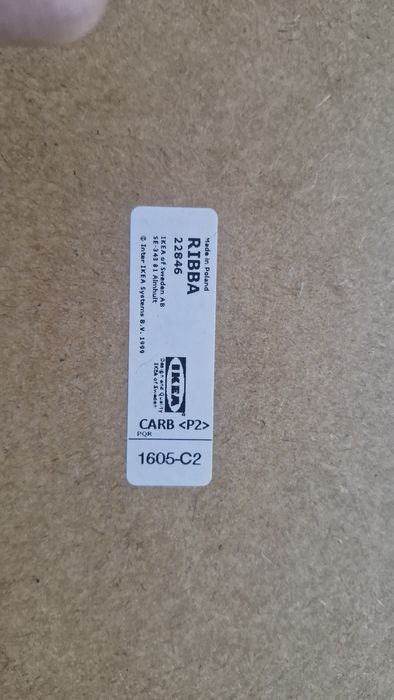 Made in Poland
RIBBA
22846
IKEA of Sweden AB
SE-343 81 Älmhult
© Inter IKEA Systems B.V. 1999
IKEA
Design and Quality
IKEA of Sweden
CARB <P2>
PQR
1605-C2